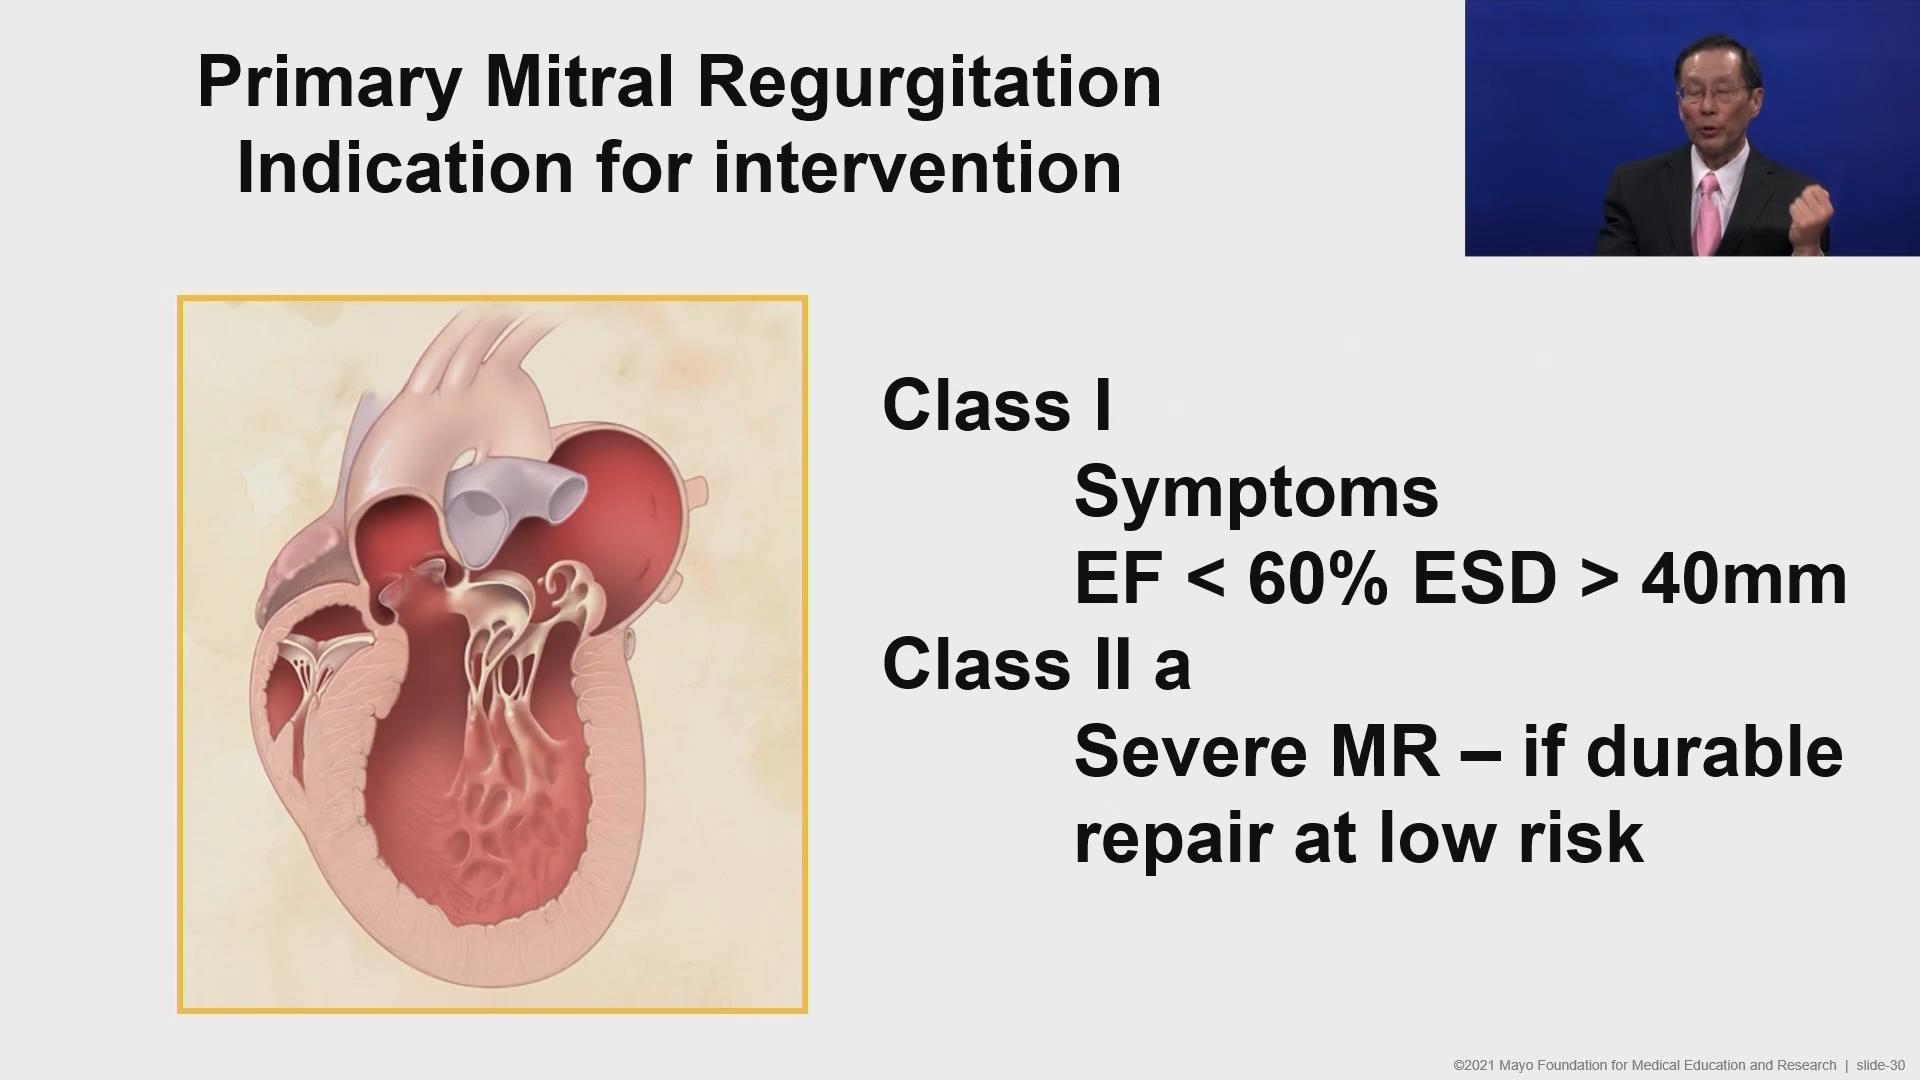 Primary Mitral Regurgitation
Indication for intervention
Class I
Symptoms
EF < 60% ESD > 40mm
Class II a
Severe MR – if durable
repair at low risk
©2021 Mayo Foundation for Medical Education and Research | slide-30